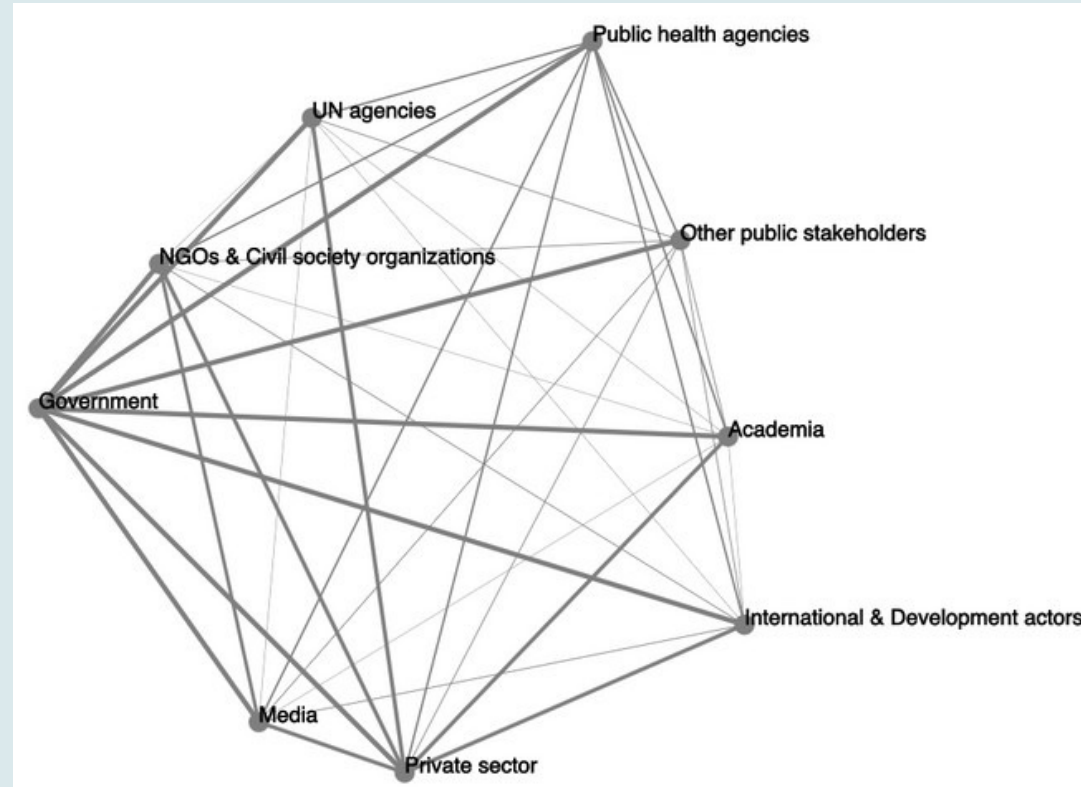 Public health agencies
UN agencies
Other public stakeholders
NGOs & Civil society organizations
Government
Academia
International & Development actors
Media
Private sector